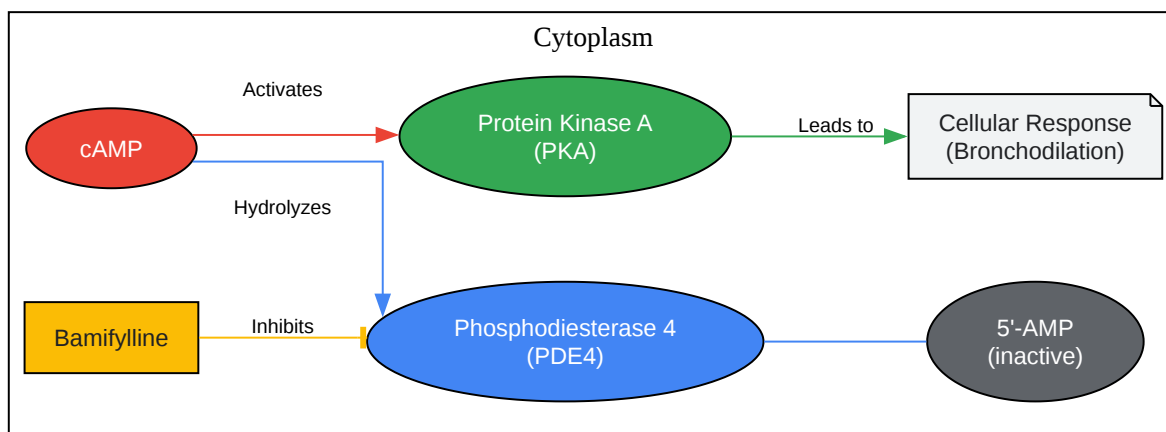 Cytoplasm
Activates
cAMP
Protein Kinase A
(PKA)
Leads to
Cellular Response
(Bronchodilation)
Hydrolyzes
Bamifylline
Inhibits
Phosphodiesterase 4
(PDE4)
5'-AMP
(inactive)